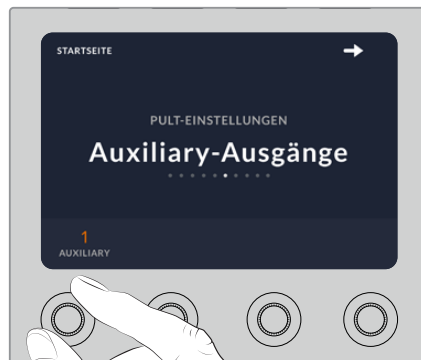 STARTSEITE
PULT-EINSTELLUNGEN
Auxiliary-Ausgänge
1
AUXILIARY